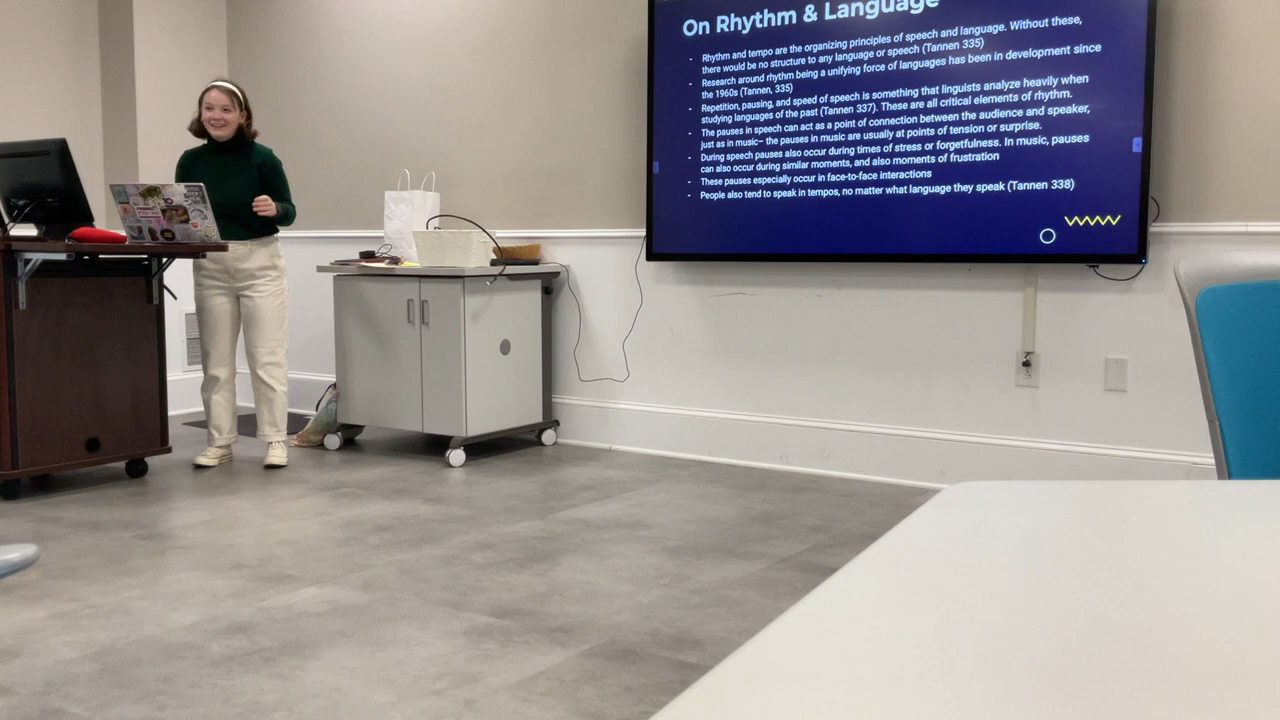 On Rhythm & Language
- Rhythm and tempo are the organizing principles of speech and language. Without these,
there would be no structure to any language or speech (Tannen 335)
- Research around rhythm being a unifying force of languages has been in development since
the 1960s (Tannen, 335)
- Repetition, pausing, and speed of speech is something that linguists analyze heavily when
studying languages of the past (Tannen 337). These are all critical elements of rhythm.
- The pauses in speech can act as a point of connection between the audience and speaker,
just as in music– the pauses in music are usually at points of tension or surprise.
- During speech pauses also occur during times of stress or forgetfulness. In music, pauses
can also occur during similar moments, and also moments of frustration
- These pauses especially occur in face-to-face interactions
- People also tend to speak in tempos, no matter what language they speak (Tannen 338)